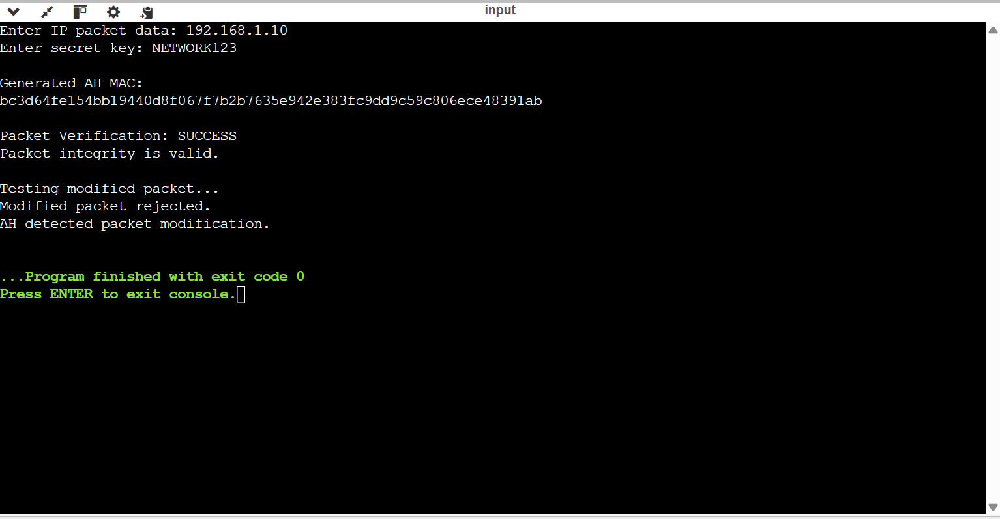 input
Enter IP packet data: 192.168.1.10
Enter secret key: NETWORK123
Generated AH MAC:
bc3d64fe154bb19440d8f067f7b2b7635e942e383fc9dd9c59c806ece48391ab
Packet Verification: SUCCESS
Packet integrity is valid.
Testing modified packet...
Modified packet rejected.
AH detected packet modification.
...Program finished with exit code 0
Press ENTER to exit console.